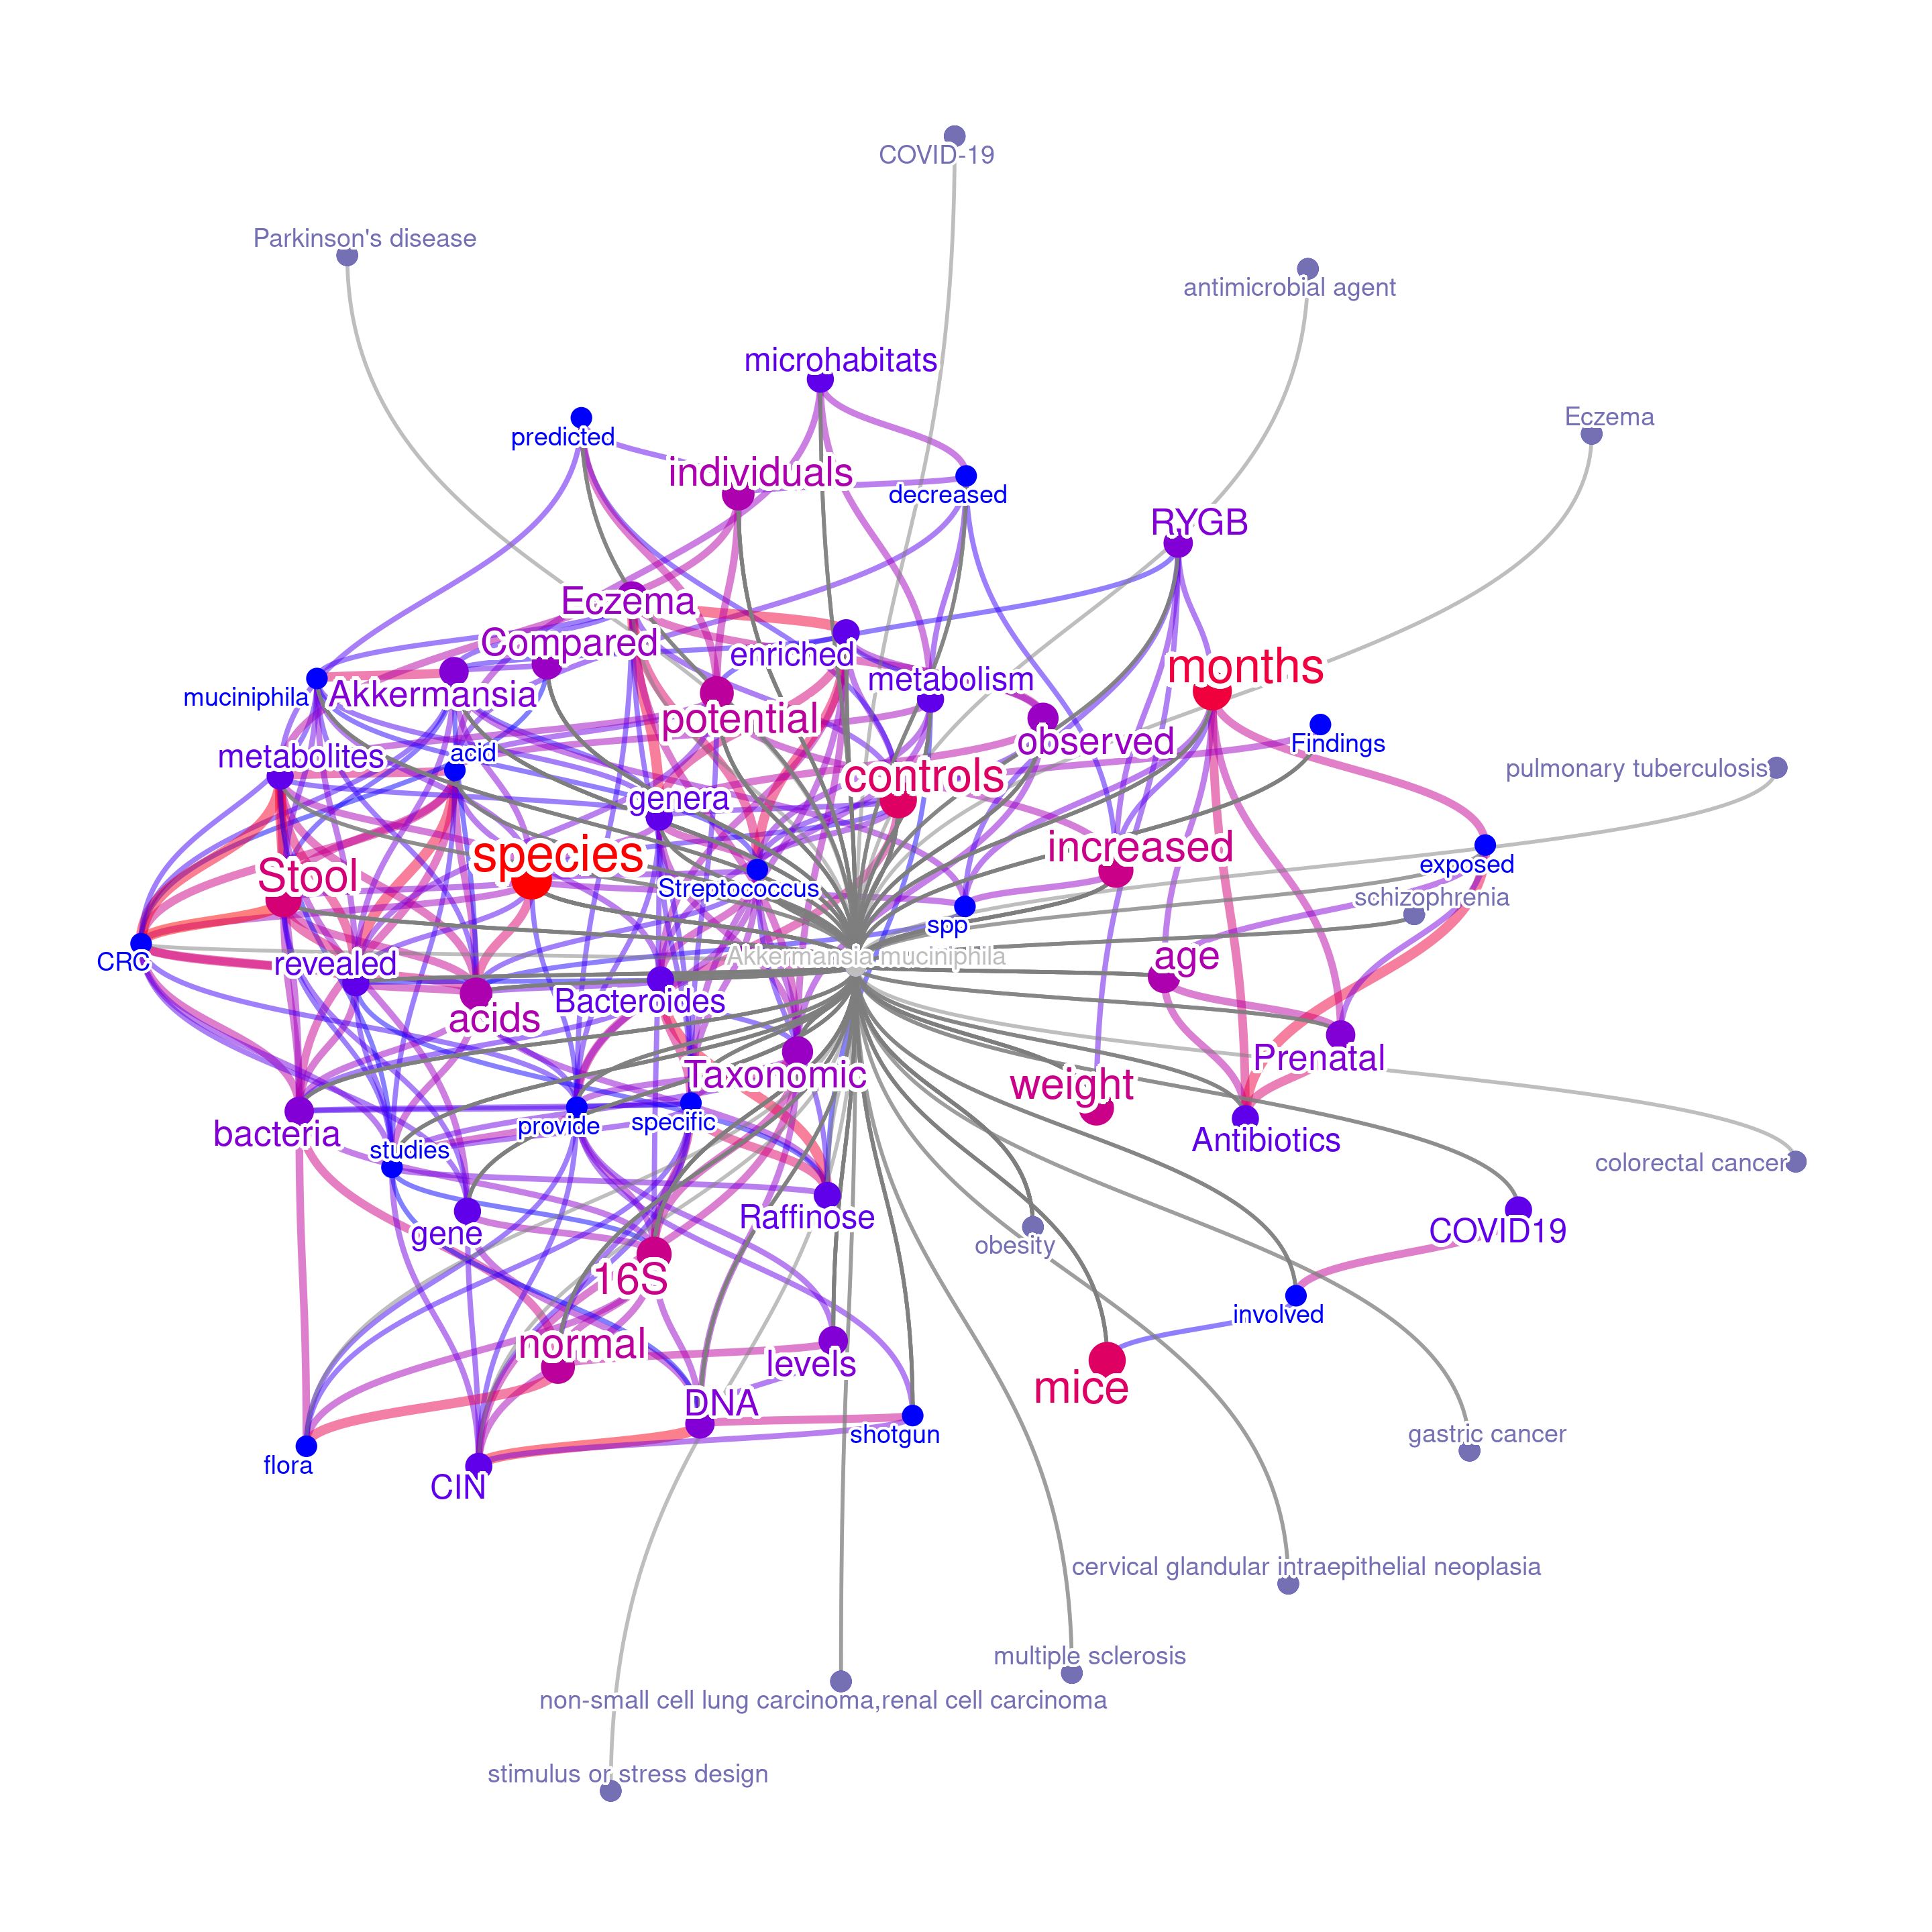 COVID-19
Parkinson's disease
antimicrobial agent
microhabitats
Eczema
predicted
individuals
decreased
RYGB
Eczema
Compared
enriched
metabolism
months
muciniphila
Akkermansia
potential
observed
Findings
metabolites
acid
controls
pulmonary tuberculosis
genera
increased
species
exposed
Stool
Streptococcus
schizophrenia
spp
CRC
revealed
Akkermansia muciniphila
age
acids
Bacteroides
Prenatal
Taxonomic
weight
bacteria
provide
specific
Antibiotics
studies
colorectal cancer
Raffinose
gene
obesity
COVID19
16S
involved
normal
levels
mice
DNA
shotgun
gastric cancer
flora
CIN
cervical glandular intraepithelial neoplasia
multiple sclerosis
non-small cell lung carcinoma,renal cell carcinoma
stimulus or stress design